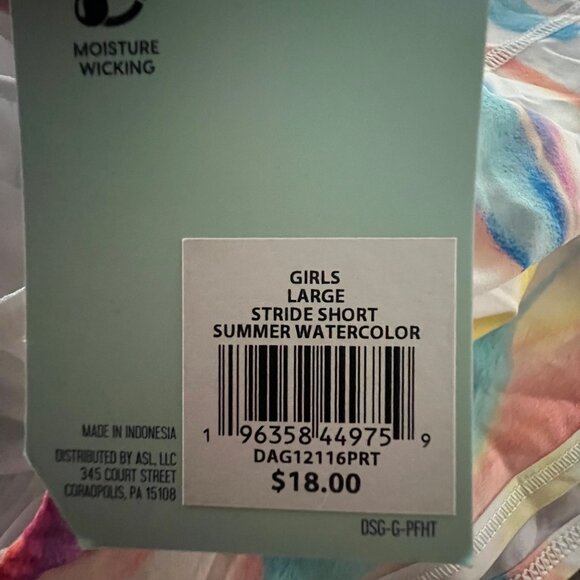 MOISTURE
WICKING
GIRLS
LARGE
STRIDE SHORT
SUMMER WATERCOLOR
1 96358 44975 9
DAG12116PRT
$18.00
MADE IN INDONESIA
DISTRIBUTED BY ASL, LLC
345 COURT STREET
CORAOPOLIS, PA 15108
DSG-G-PFHT